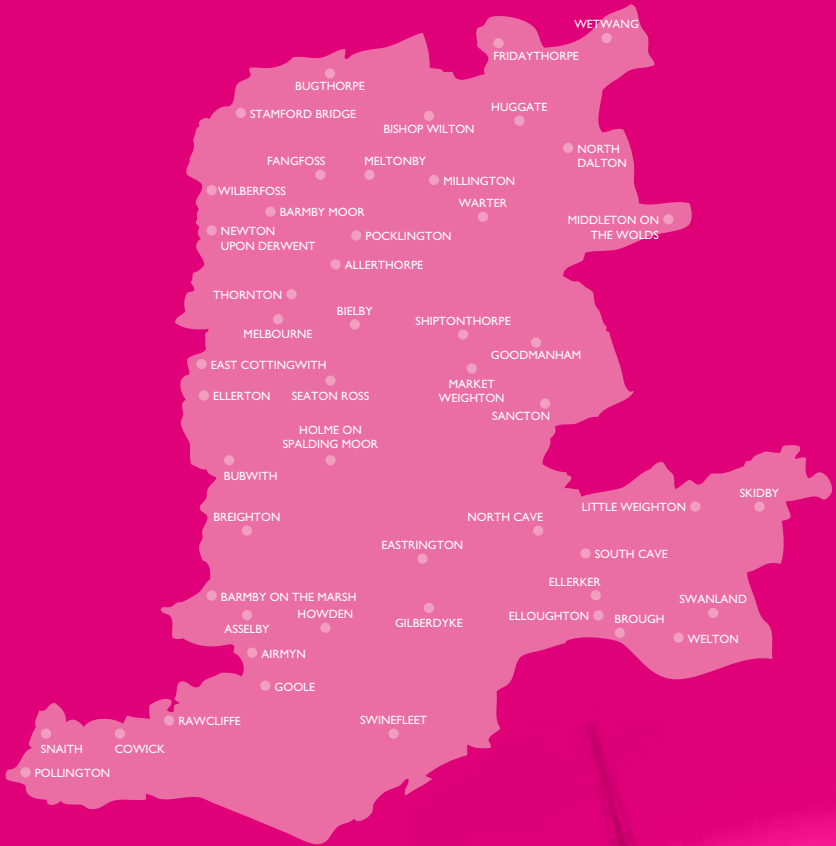 WETWANG
FRIDAYTHORPE
BUGTHORPE
HUGGATE
STAMFORD BRIDGE
BISHOP WILTON
NORTH
DALTON
FANGFOSS
MELTONBY
MILLINGTON
WILBERFOSS
WARTER
BARMBY MOOR
MIDDLETON ON
THE WOLDS
NEWTON
UPON DERWENT
POCKLINGTON
ALLERTHORPE
THORNTON
BIELBY
SHIPTONTHORPE
MELBOURNE
GOODMANHAM
EAST COTTINGWITH
MARKET
WEIGHTON
ELLERTON
SEATON ROSS
SANCTON
HOLME ON
SPALDING MOOR
BUBWITH
SKIDBY
LITTLE WEIGHTON
BREIGHTON
NORTH CAVE
EASTRINGTON
SOUTH CAVE
ELLERKER
BARMBY ON THE MARSH
SWANLAND
HOWDEN
ELLOUGHTON
BROUGH
GILBERDYKE
ASSELBY
WELTON
AIRMYN
GOOLE
RAWCLIFFE
SWINEFLEET
SNAITH
COWICK
POLLINGTON